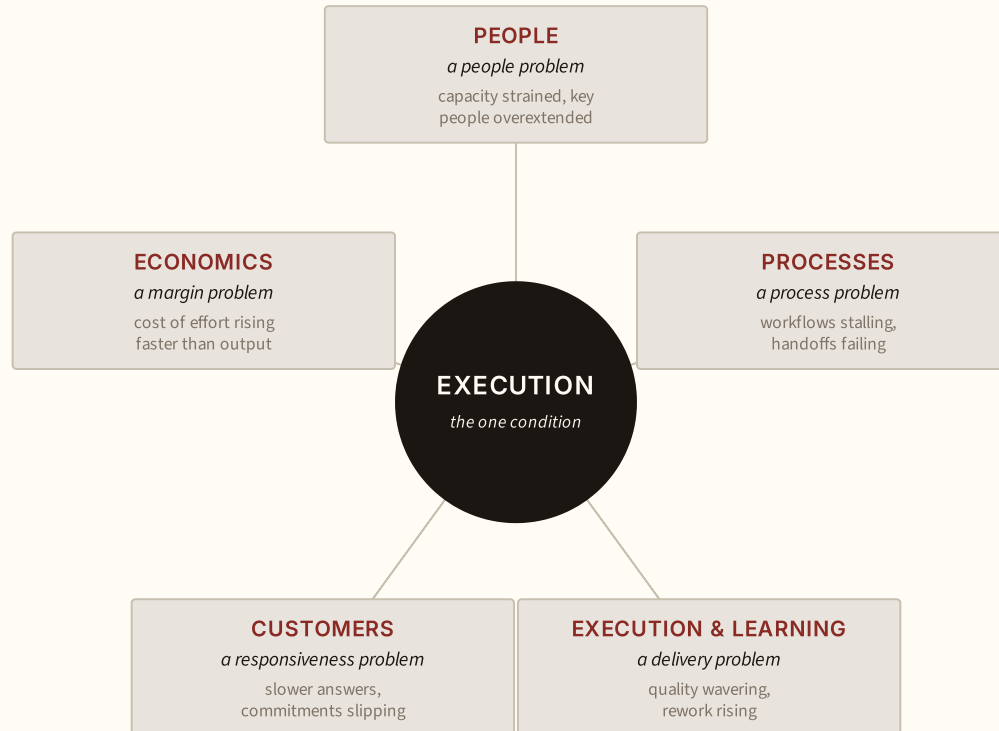 PEOPLE
a people problem
capacity strained, key
people overextended
ECONOMICS
a margin problem
cost of effort rising
faster than output
PROCESSES
a process problem
workflows stalling,
handoffs failing
EXECUTION
the one condition
CUSTOMERS
a responsiveness problem
slower answers,
commitments slipping
EXECUTION & LEARNING
a delivery problem
quality wavering,
rework rising